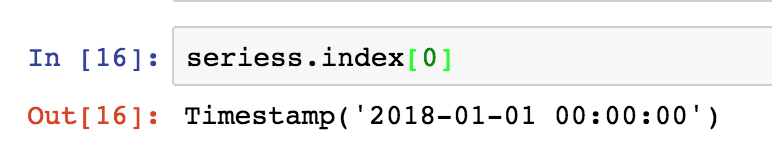 In [16]: seriess.index[0]
Out[16]: Timestamp('2018-01-01 00:00:00')